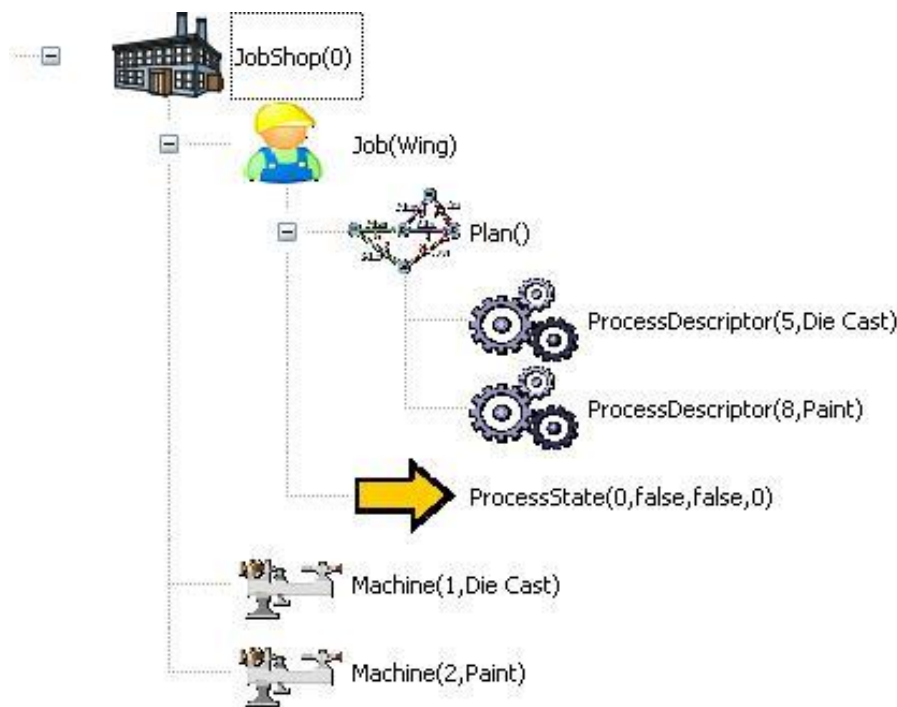 JobShop(0)
Job(Wing)
Plan()
ProcessDescriptor(5,Die Cast)
ProcessDescriptor(8,Paint)
ProcessState(0,false,false,0)
Machine(1,Die Cast)
Machine(2,Paint)